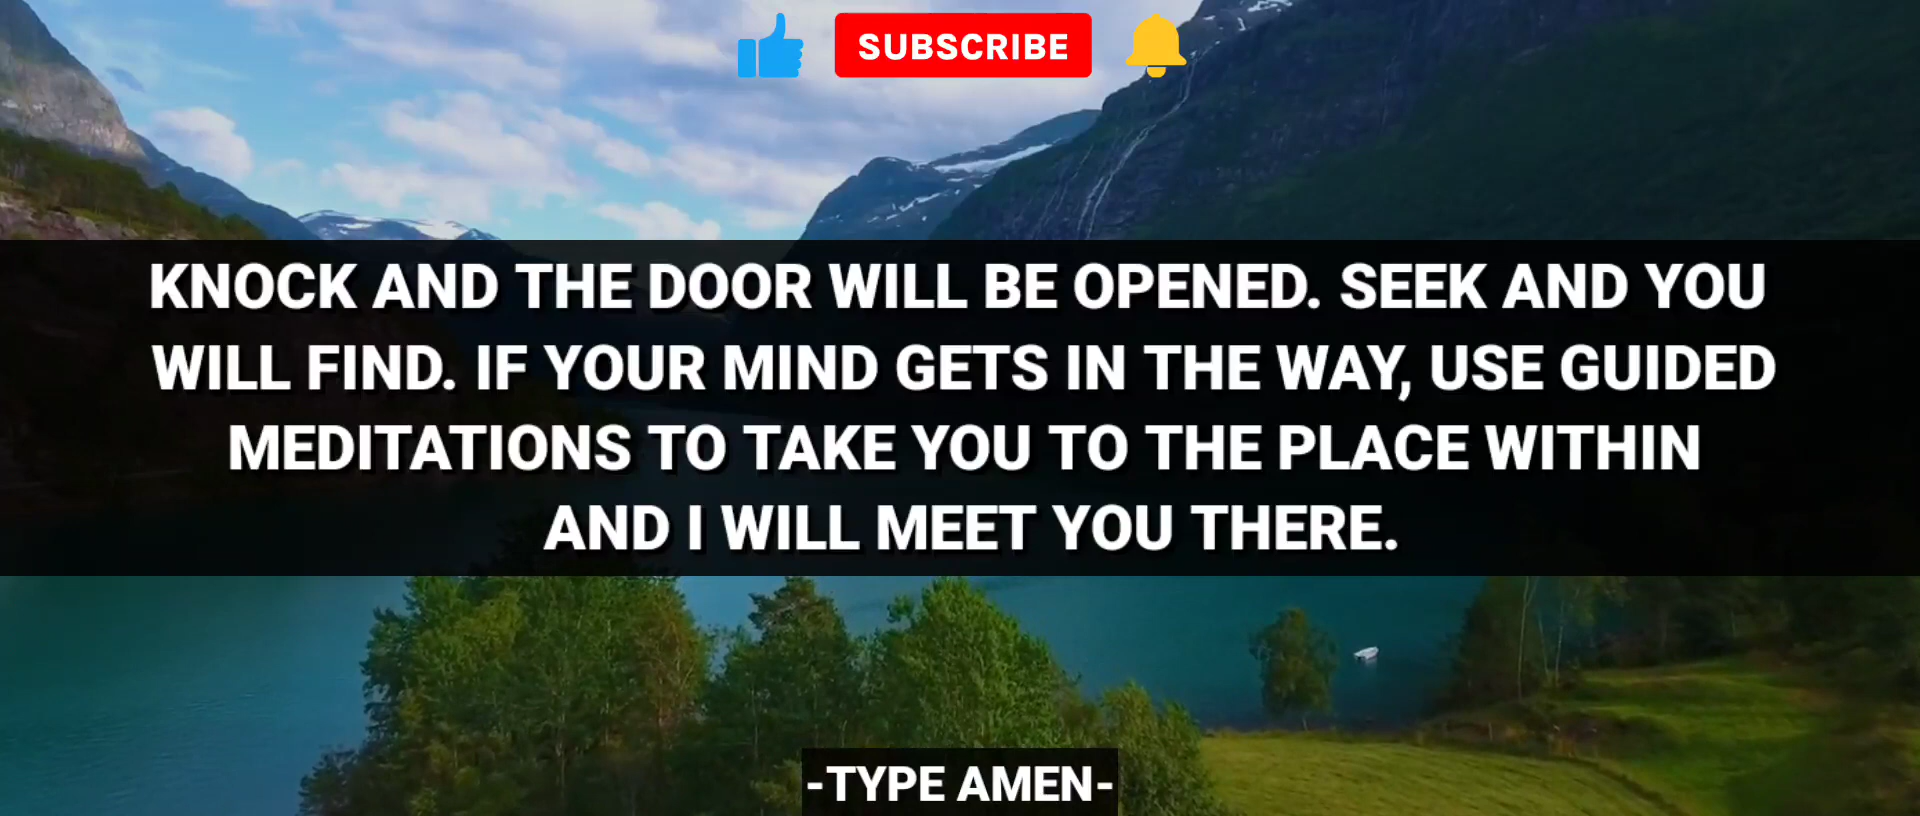 SUBSCRIBE
KNOCK AND THE DOOR WILL BE OPENED. SEEK AND YOU
WILL FIND. IF YOUR MIND GETS IN THE WAY, USE GUIDED
MEDITATIONS TO TAKE YOU TO THE PLACE WITHIN
AND I WILL MEET YOU THERE.
-TYPE AMEN-